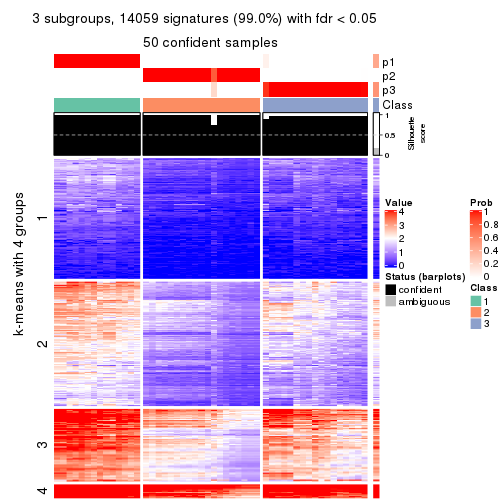 3 subgroups, 14059 signatures (99.0%) with fdr < 0.05
50 confident samples
p1
p2
p3
Class
1
0.5
0
Silhouette
score
k-means with 4 groups
1
2
3
4
Value
4
3
2
1
0
Status (barplots)
confident
ambiguous
Prob
1
0.8
0.6
0.4
0.2
0
Class
1
2
3